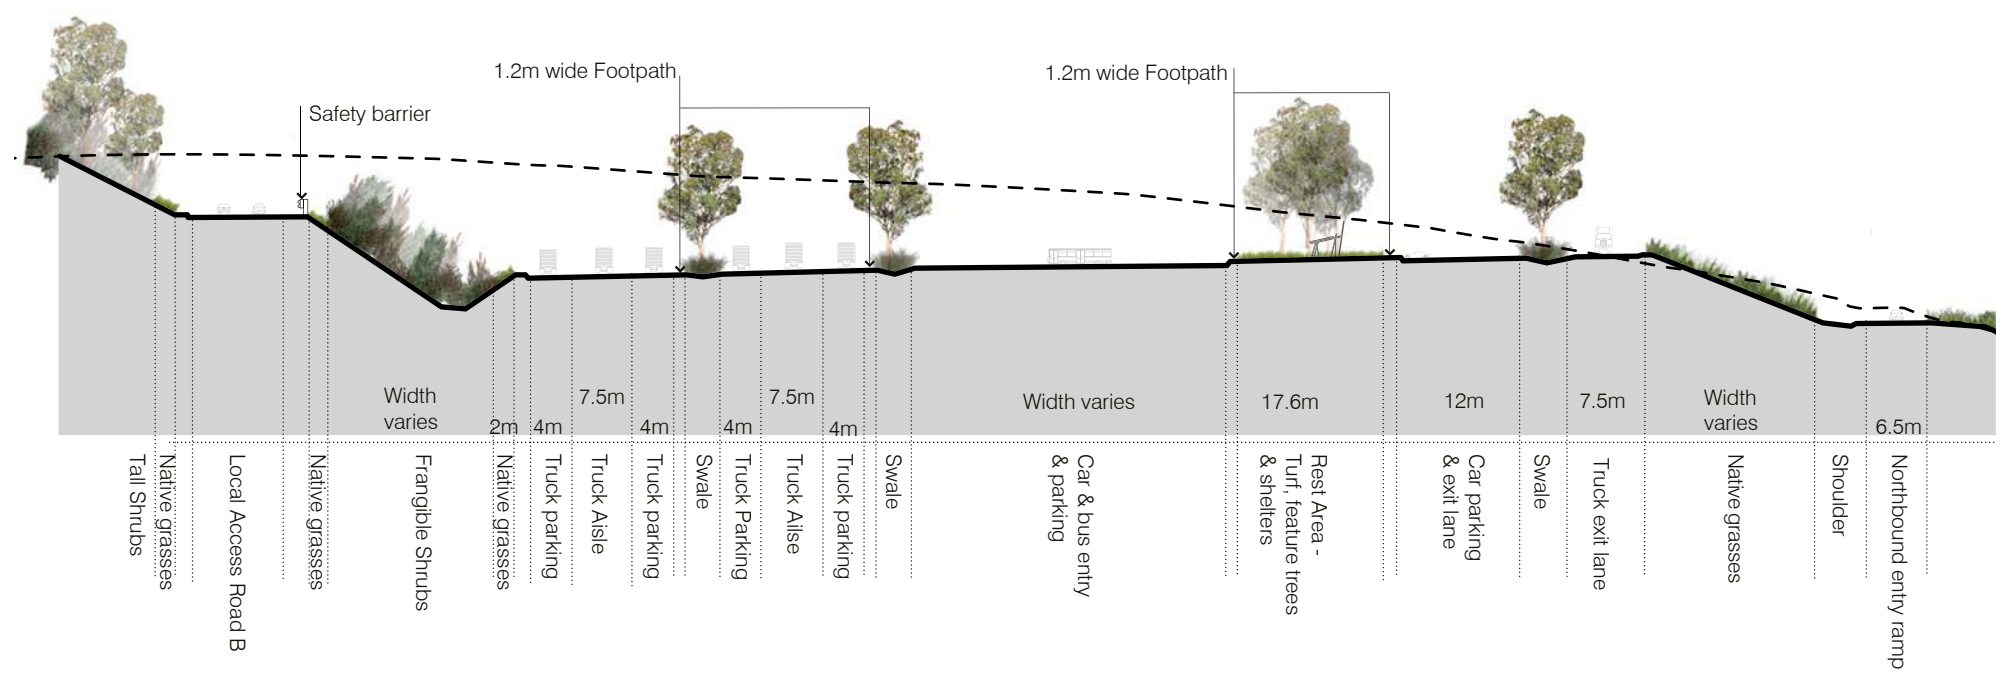 1.2m wide Footpath
1.2m wide Footpath
Safety barrier
Width
varies
2m
4m
7.5m
4m
4m
7.5m
4m
Width varies
17.6m
12m
7.5m
Width
varies
6.5m
Tall Shrubs
Native grasses
Local Access Road B
Native grasses
Frangible Shrubs
Native grasses
Truck parking
Truck Aisle
Truck parking
Swale
Truck Parking
Truck Ailse
Truck parking
Swale
Car & bus entry
& parking
Rest Area -
Turf, feature trees
& shelters
Car parking
& exit lane
Swale
Truck exit lane
Native grasses
Shoulder
Northbound entry ramp